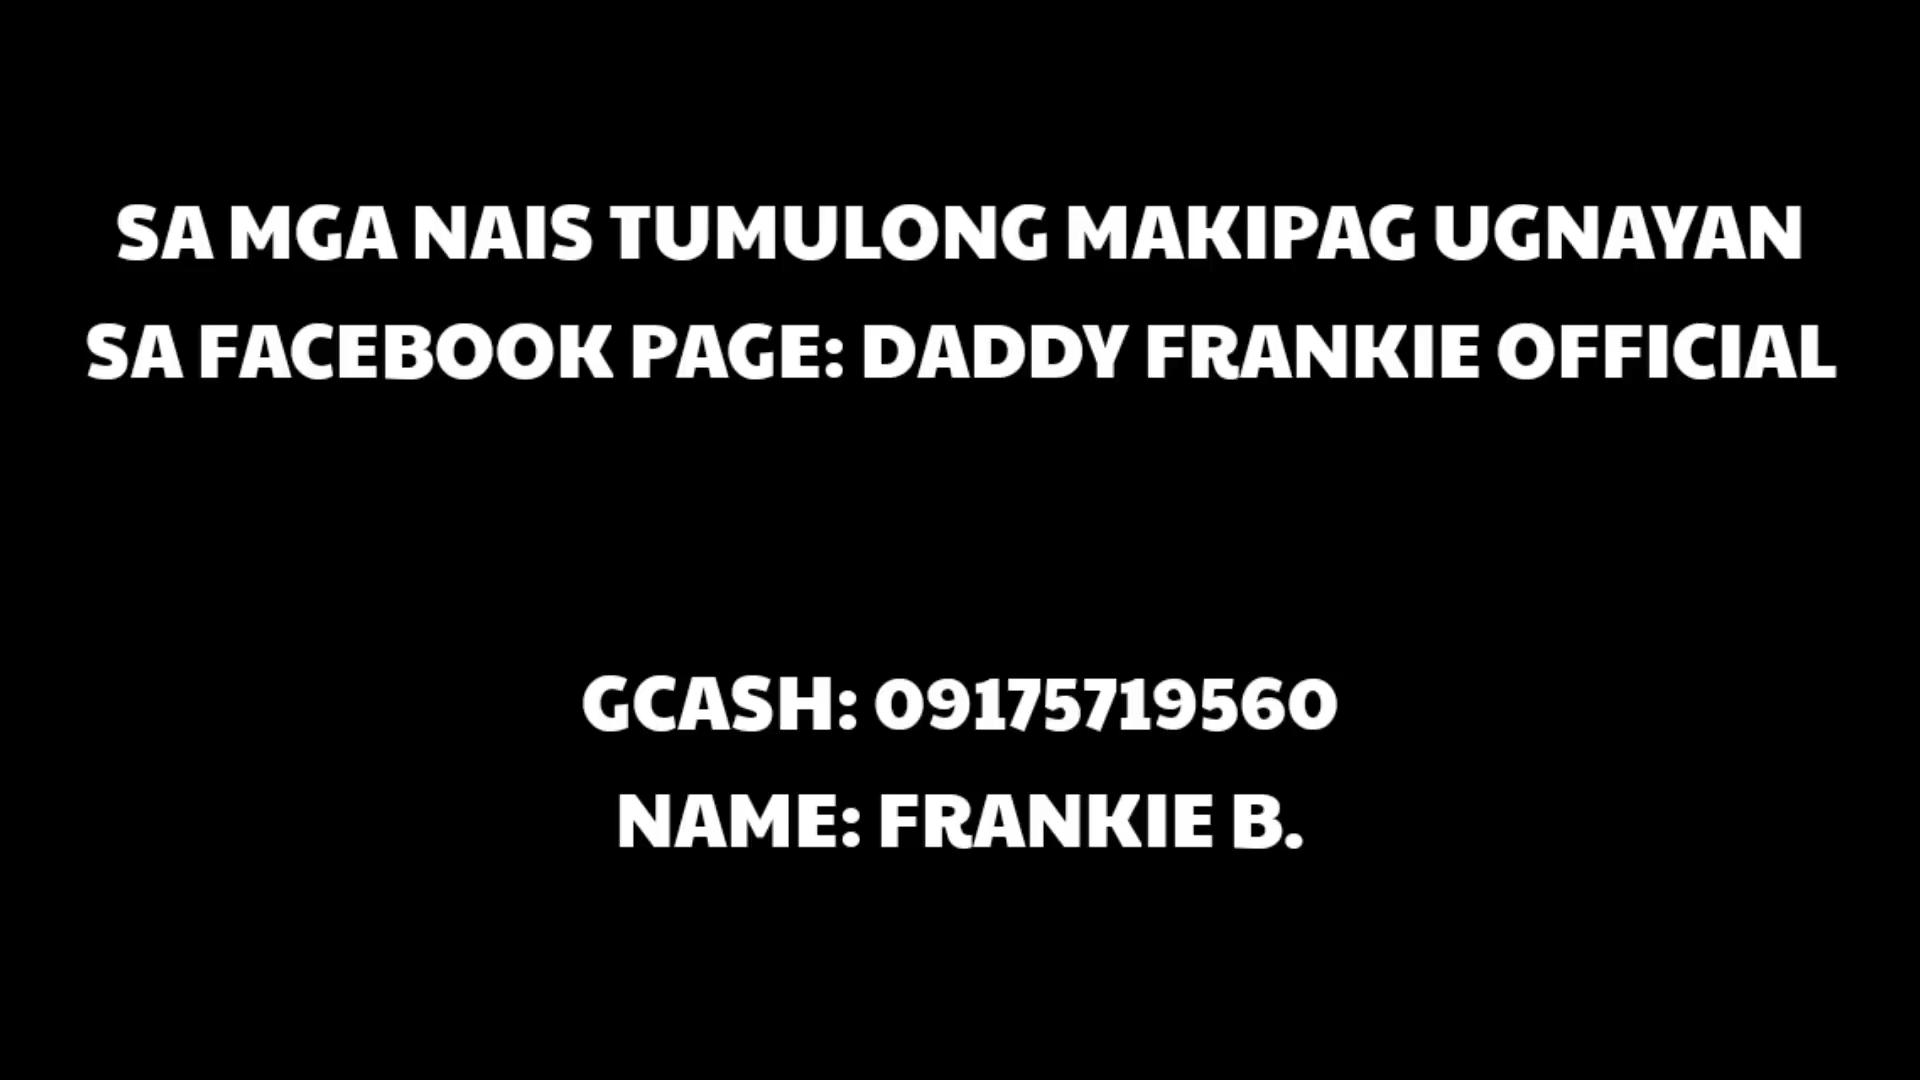 SA MGA NAIS TUMULONG MAKIPAG UGNAYAN
SA FACEBOOK PAGE: DADDY FRANKIE OFFICIAL
GCASH: 09175719560
NAME: FRANKIE B.